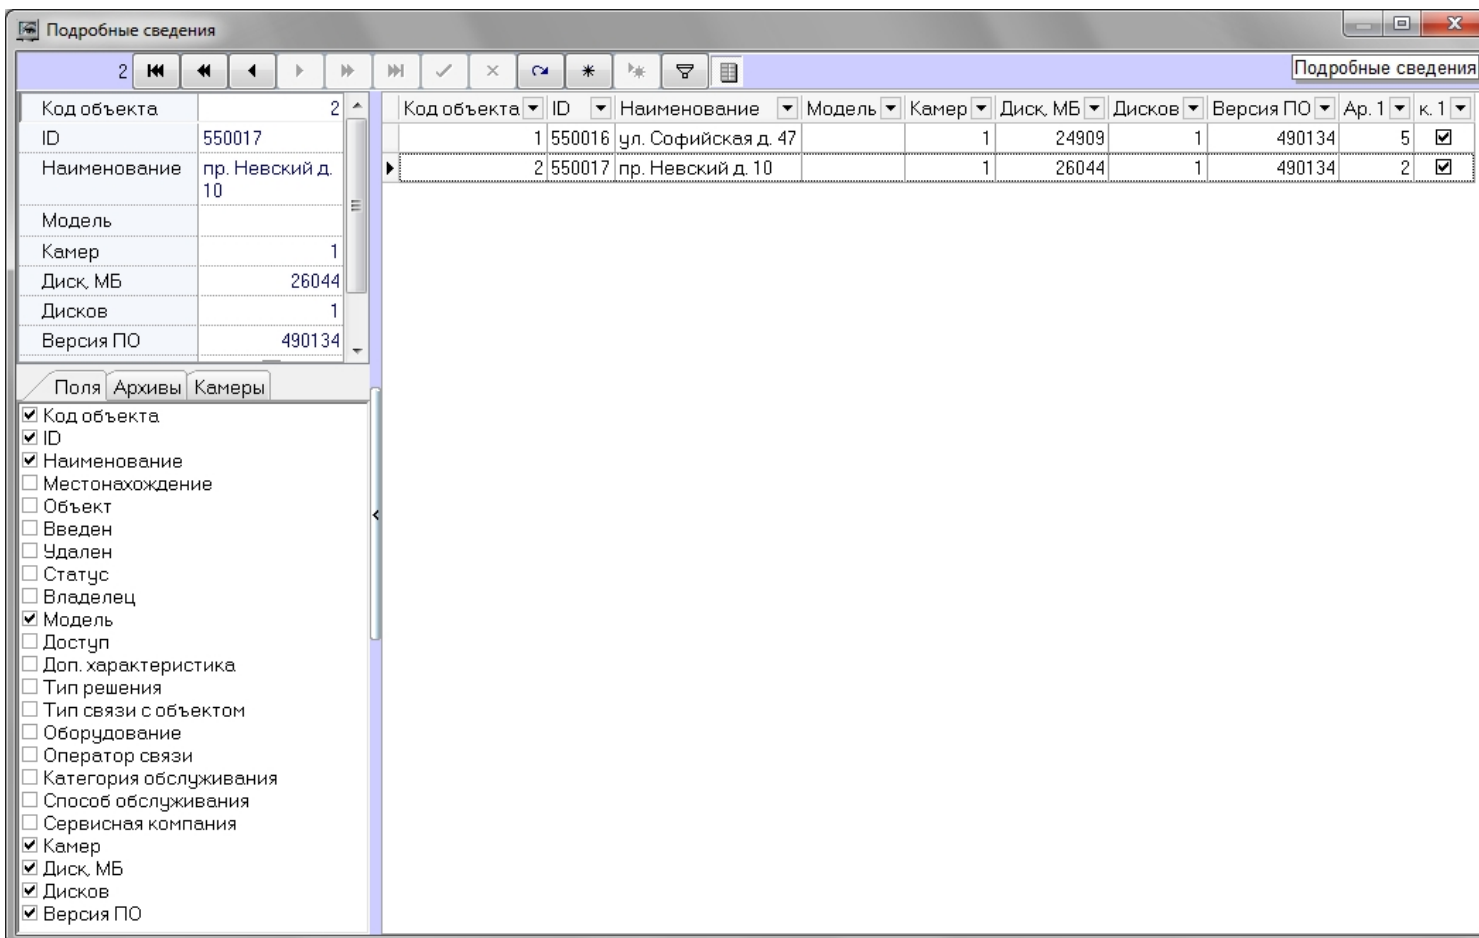 Подробные сведения
2
Подробные сведения
Код объекта 2
ID 550017
Наименование пр. Невский д.
10
Модель
Камер 1
Диск, МБ 26044
Дисков 1
Версия ПО 490134
Код объекта ID Наименование Модель Камер Диск, МБ Дисков Версия ПО Ар. 1 к. 1
1 550016 ул. Софийская д. 47 1 24909 1 490134 5
2 550017 пр. Невский д. 10 1 26044 1 490134 2
Поля Архивы Камеры
Код объекта
ID
Наименование
Местонахождение
Объект
Введен
Удален
Статус
Владелец
Модель
Доступ
Доп. характеристика
Тип решения
Тип связи с объектом
Оборудование
Оператор связи
Категория обслуживания
Способ обслуживания
Сервисная компания
Камер
Диск, МБ
Дисков
Версия ПО